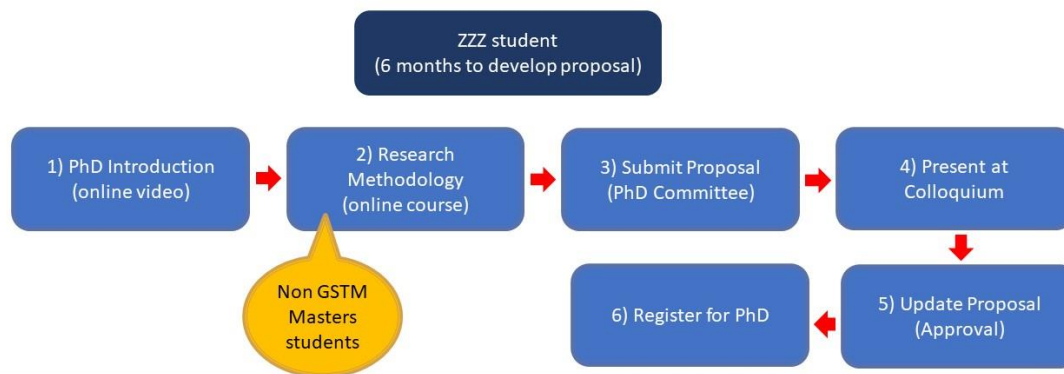 ZZZ student
(6 months to develop proposal)
1) PhD Introduction
(online video)
2) Research
Methodology
(online course)
3) Submit Proposal
(PhD Committee)
4) Present at
Colloquium
Non GSTM
Masters
students
5) Update Proposal
(Approval)
6) Register for PhD